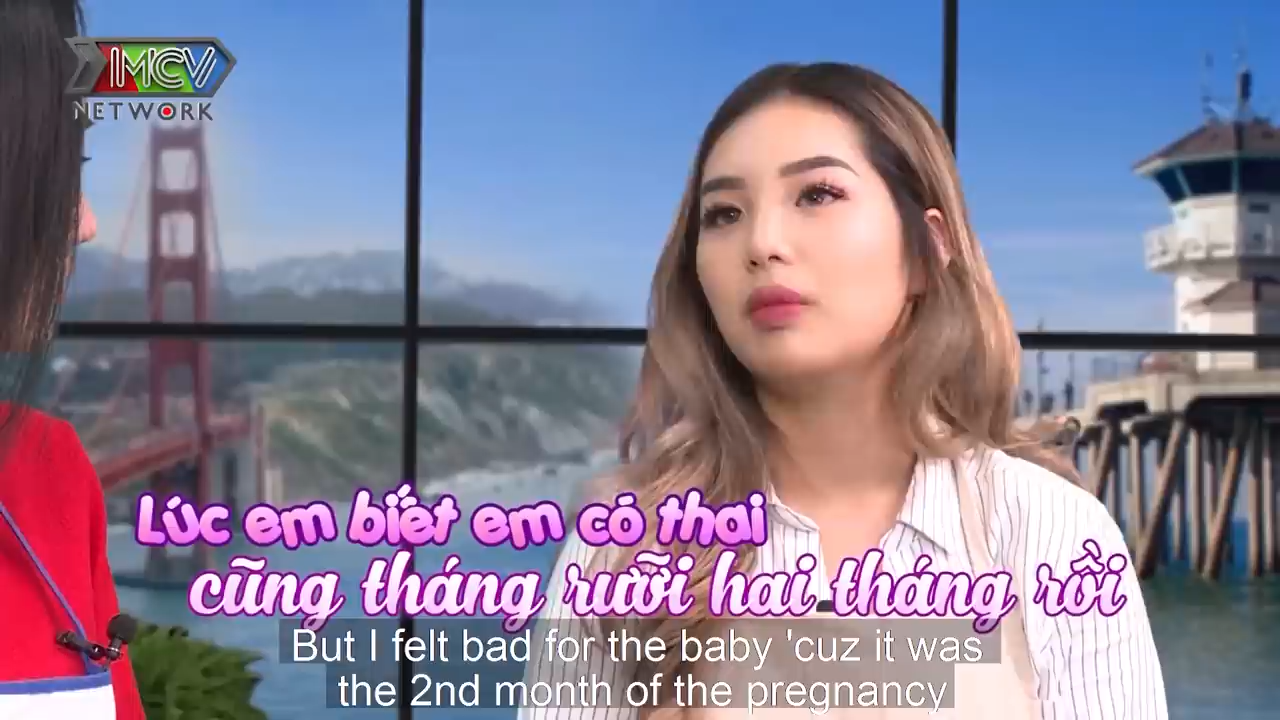 MCV
NETWORK
Lúc em biết em có thai
cũng tháng rưỡi hai tháng rồi
But I felt bad for the baby 'cuz it was
the 2nd month of the pregnancy